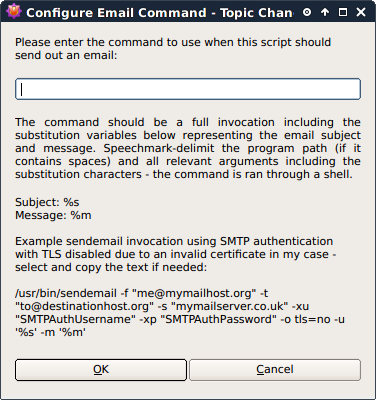 Configure Email Command - Topic Chan
Please enter the command to use when this script should
send out an email:
The command should be a full invocation including the
substitution variables below representing the email subject
and message. Speechmark-delimit the program path (if it
contains spaces) and all relevant arguments including the
substitution characters - the command is ran through a shell.
Subject: %s
Message: %m
Example sendemail invocation using SMTP authentication
with TLS disabled due to an invalid certificate in my case -
select and copy the text if needed:
/usr/bin/sendemail -f "me@mymailhost.org" -t
"to@destinationhost.org" -s "mymailserver.co.uk" -xu
"SMTPAuthUsername" -xp "SMTPAuthPassword" -o tls=no -u
'%s' -m '%m'
OK
Cancel